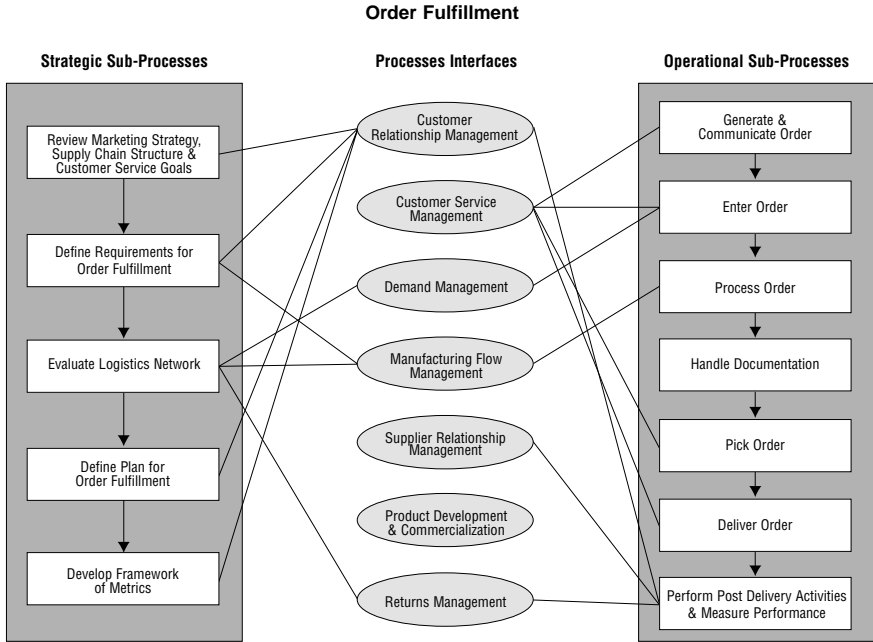 Order Fulfillment
Strategic Sub-Processes
Review Marketing Strategy,
Supply Chain Structure &
Customer Service Goals
Define Requirements for
Order Fulfillment
Evaluate Logistics Network
Define Plan for
Order Fulfillment
Develop Framework
of Metrics
Processes Interfaces
Customer
Relationship Management
Customer Service
Management
Demand Management
Manufacturing Flow
Management
Supplier Relationship
Management
Product Development
& Commercialization
Returns Management
Operational Sub-Processes
Generate &
Communicate Order
Enter Order
Process Order
Handle Documentation
Pick Order
Deliver Order
Perform Post Delivery Activities
& Measure Performance